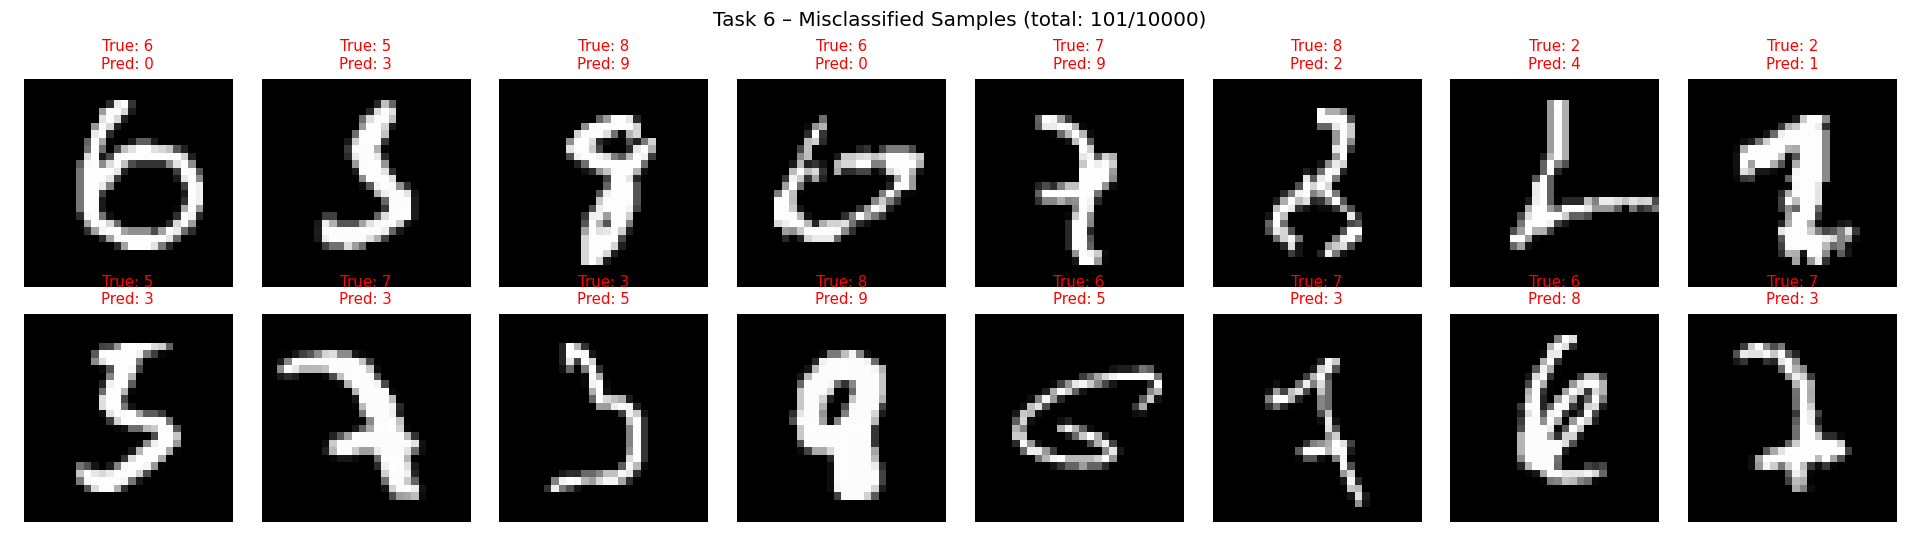 Task 6 – Misclassified Samples (total: 101/10000)
True: 6 True: 5 True: 8 True: 6 True: 7 True: 8 True: 2 True: 2
Pred: 0 Pred: 3 Pred: 9 Pred: 0 Pred: 9 Pred: 2 Pred: 4 Pred: 1
True: 5 True: 7 True: 3 True: 8 True: 6 True: 7 True: 6 True: 7
Pred: 3 Pred: 3 Pred: 5 Pred: 9 Pred: 5 Pred: 3 Pred: 8 Pred: 3